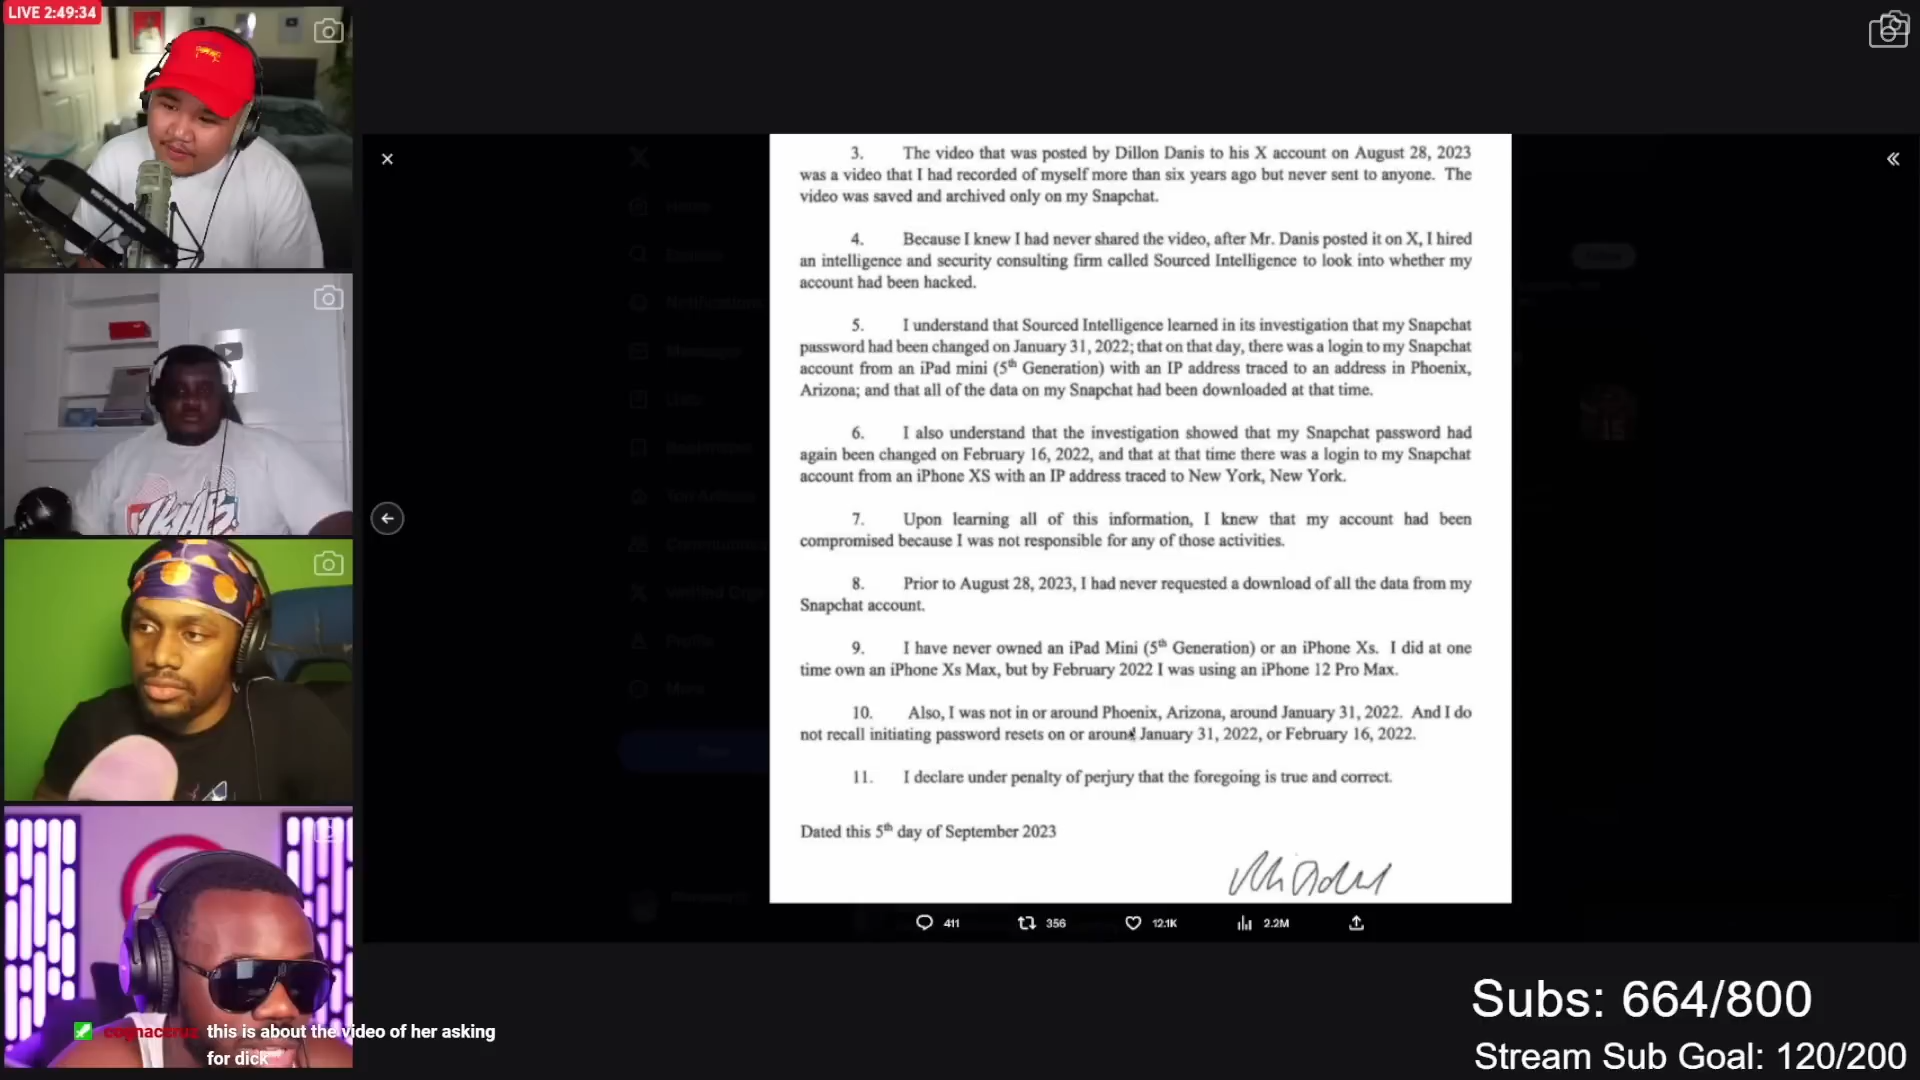 LIVE 2:49:34
3. The video that was posted by Dillon Danis to his X account on August 28, 2023
was a video that I had recorded of myself more than six years ago but never sent to anyone. The
video was saved and archived only on my Snapchat.
4. Because I knew I had never shared the video, after Mr. Danis posted it on X, I hired
an intelligence and security consulting firm called Sourced Intelligence to look into whether my
account had been hacked.
5. I understand that Sourced Intelligence learned in its investigation that my Snapchat
password had been changed on January 31, 2022; that on that day, there was a login to my Snapchat
account from an iPad mini (5th Generation) with an IP address traced to an address in Phoenix,
Arizona; and that all of the data on my Snapchat had been downloaded at that time.
6. I also understand that the investigation showed that my Snapchat password had
again been changed on February 16, 2022, and that at that time there was a login to my Snapchat
account from an iPhone XS with an IP address traced to New York, New York.
7. Upon learning all of this information, I knew that my account had been
compromised because I was not responsible for any of those activities.
8. Prior to August 28, 2023, I had never requested a download of all the data from my
Snapchat account.
9. I have never owned an iPad Mini (5th Generation) or an iPhone Xs. I did at one
time own an iPhone Xs Max, but by February 2022 I was using an iPhone 12 Pro Max.
10. Also, I was not in or around Phoenix, Arizona, around January 31, 2022. And I do
not recall initiating password resets on or around January 31, 2022, or February 16, 2022.
11. I declare under penalty of perjury that the foregoing is true and correct.
Dated this 5th day of September 2023
411 356 12.1K 2.2M
Home
Explore
Notifications
Messages
Lists
Bookmarks
Communities
Verified Orgs
Profile
More
this is about the video of her asking
for dick
Subs: 664/800
Stream Sub Goal: 120/200